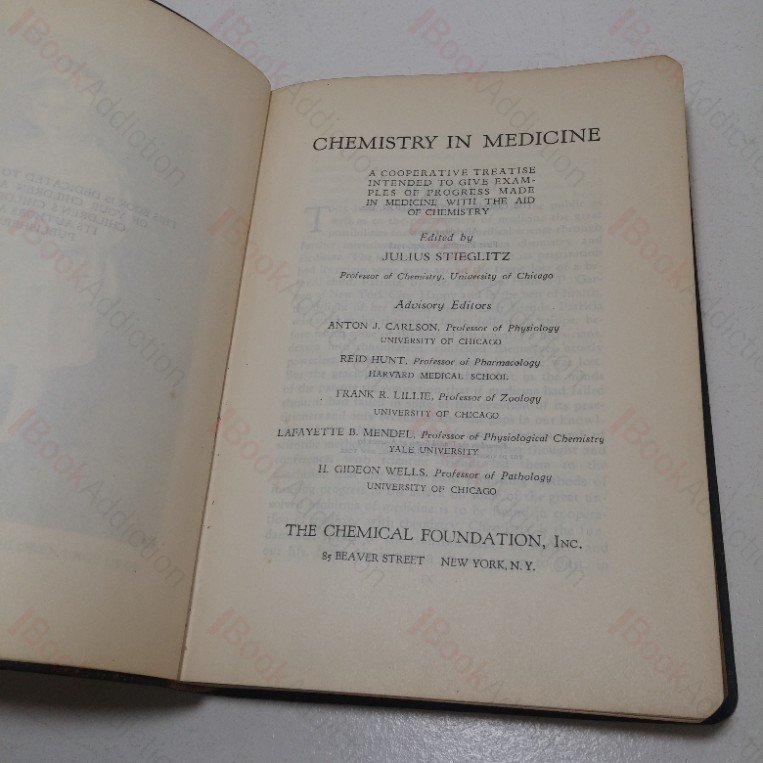 CHEMISTRY IN MEDICINE
A COOPERATIVE TREATISE
INTENDED TO GIVE EXAM-
PLES OF PROGRESS MADE
IN MEDICINE WITH THE AID
OF CHEMISTRY
Edited by
JULIUS STIEGLITZ
Professor of Chemistry, University of Chicago
Advisory Editors
ANTON J. CARLSON, Professor of Physiology
UNIVERSITY OF CHICAGO
REID HUNT, Professor of Pharmacology
HARVARD MEDICAL SCHOOL
FRANK R. LILLIE, Professor of Zoology
UNIVERSITY OF CHICAGO
LAFAYETTE B. MENDEL, Professor of Physiological Chemistry
YALE UNIVERSITY
H. GIDEON WELLS, Professor of Pathology
UNIVERSITY OF CHICAGO
THE CHEMICAL FOUNDATION, INC.
85 BEAVER STREET NEW YORK, N. Y.
BookAddiction